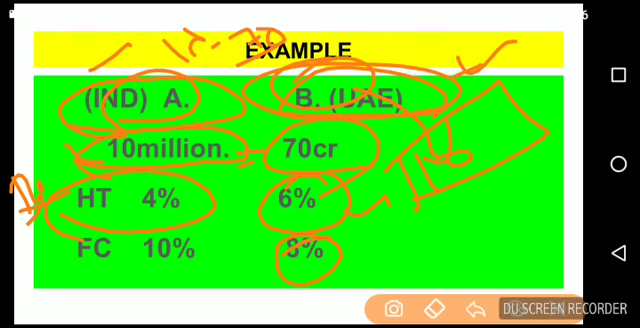 EXAMPLE
(IND) A. B. (UAE)
10million. 70cr
HT 4% 6%
FC 10% 8%
DU SCREEN RECORDER